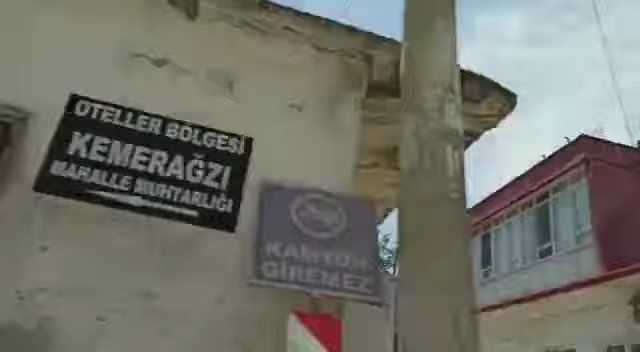 OTELLER BÖLGESİ
KEMERAĞZI
MAHALLE MUHTARLIĞI
KAMYON
GİREMEZ